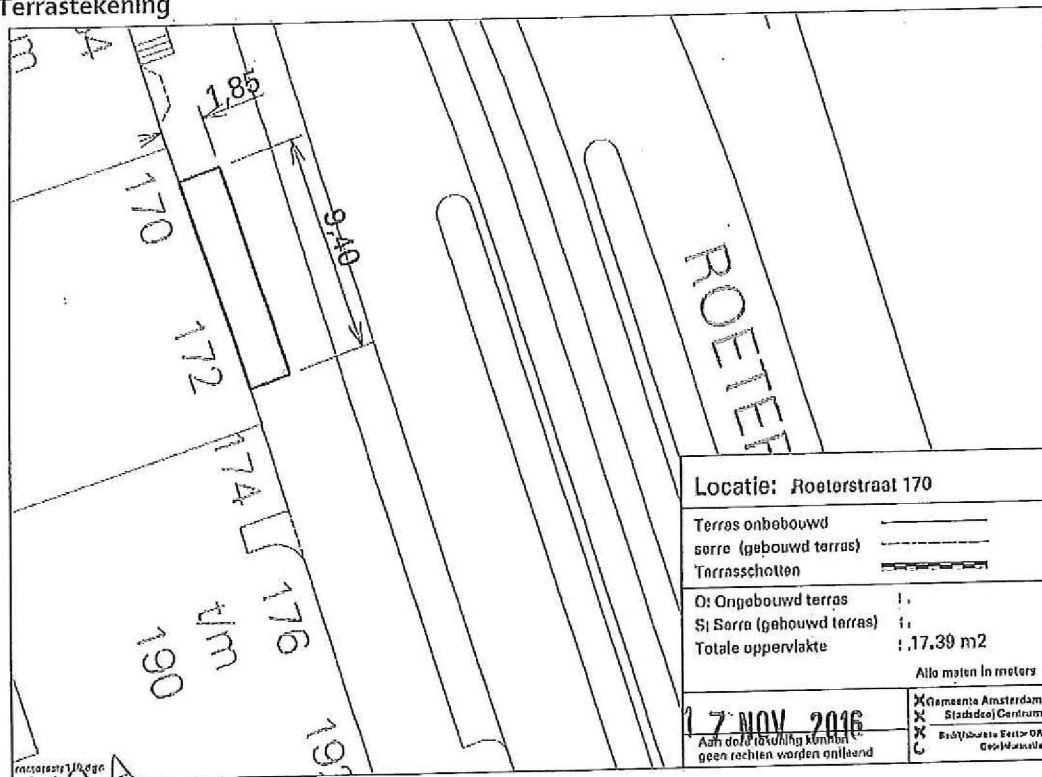 Terrastekening
1,85
9,40
170
172
174
176
t/m
190
ROETER
Locatie: Roeterstraat 170
Terras onbebouwd
serre (gebouwd terras)
Terrasschotten
O: Ongebouwd terras
S: Serre (gebouwd terras)
Totale oppervlakte : 17.39 m2
Alle maten in meters
17 NOV. 2016
Aan deze tekening kunnen
geen rechten worden ontleend
Gemeente Amsterdam
Stadsdeel Centrum